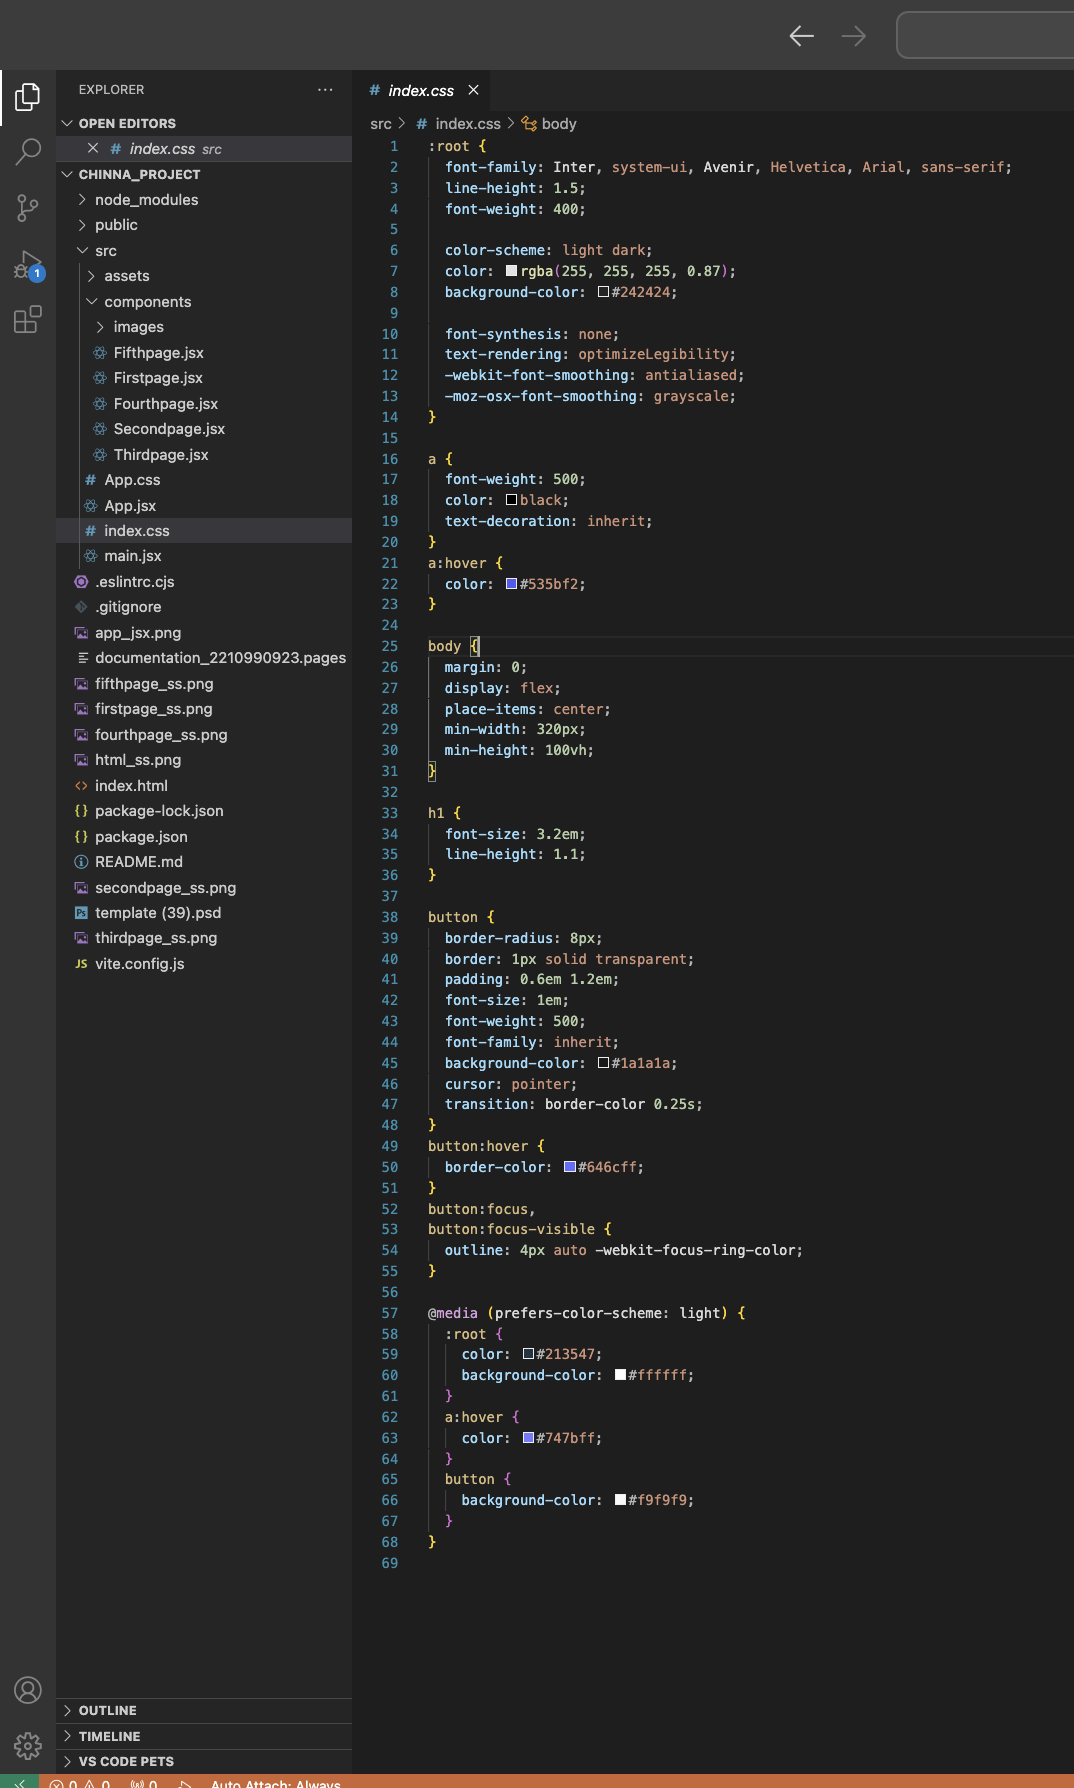 EXPLORER
OPEN EDITORS
# index.css src
CHINNA_PROJECT
node_modules
public
src
assets
components
images
Fifthpage.jsx
Firstpage.jsx
Fourthpage.jsx
Secondpage.jsx
Thirdpage.jsx
# App.css
App.jsx
# index.css
main.jsx
.eslintrc.cjs
.gitignore
app_jsx.png
documentation_2210990923.pages
fifthpage_ss.png
firstpage_ss.png
fourthpage_ss.png
html_ss.png
<> index.html
{} package-lock.json
{} package.json
README.md
secondpage_ss.png
Ps template (39).psd
thirdpage_ss.png
JS vite.config.js
1
OUTLINE
TIMELINE
VS CODE PETS
# index.css
src > # index.css > body
1 :root {
2 font-family: Inter, system-ui, Avenir, Helvetica, Arial, sans-serif;
3 line-height: 1.5;
4 font-weight: 400;
5
6 color-scheme: light dark;
7 color: rgba(255, 255, 255, 0.87);
8 background-color: #242424;
9
10 font-synthesis: none;
11 text-rendering: optimizeLegibility;
12 -webkit-font-smoothing: antialiased;
13 -moz-osx-font-smoothing: grayscale;
14 }
15
16 a {
17 font-weight: 500;
18 color: black;
19 text-decoration: inherit;
20 }
21 a:hover {
22 color: #535bf2;
23 }
24
25 body {
26 margin: 0;
27 display: flex;
28 place-items: center;
29 min-width: 320px;
30 min-height: 100vh;
31 }
32
33 h1 {
34 font-size: 3.2em;
35 line-height: 1.1;
36 }
37
38 button {
39 border-radius: 8px;
40 border: 1px solid transparent;
41 padding: 0.6em 1.2em;
42 font-size: 1em;
43 font-weight: 500;
44 font-family: inherit;
45 background-color: #1a1a1a;
46 cursor: pointer;
47 transition: border-color 0.25s;
48 }
49 button:hover {
50 border-color: #646cff;
51 }
52 button:focus,
53 button:focus-visible {
54 outline: 4px auto -webkit-focus-ring-color;
55 }
56
57 @media (prefers-color-scheme: light) {
58 :root {
59 color: #213547;
60 background-color: #ffffff;
61 }
62 a:hover {
63 color: #747bff;
64 }
65 button {
66 background-color: #f9f9f9;
67 }
68 }
69
0 0 0 Auto Attach: Always